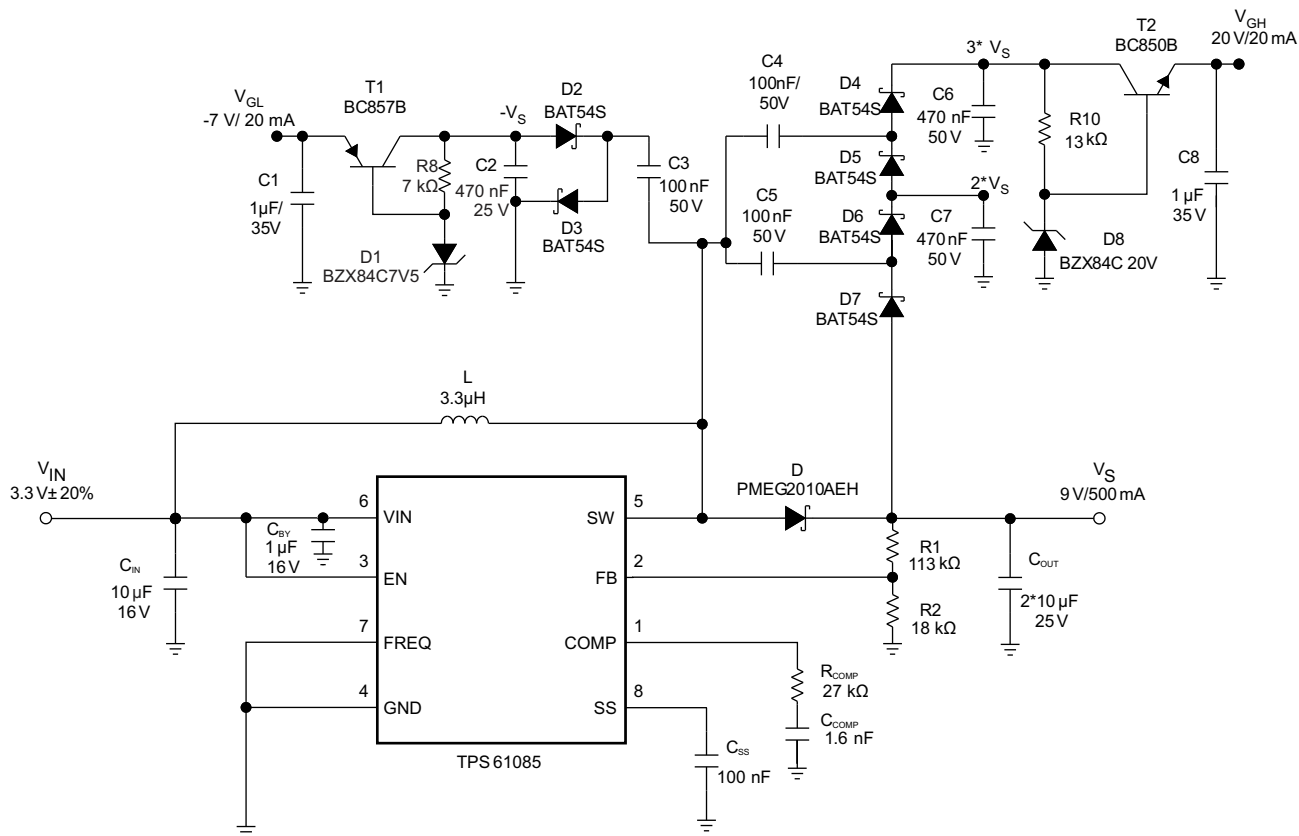 T2
BC850B
V_GH
20 V/20 mA
3* V_S
C4
100nF/
50V
D4
BAT54S
C6
470 nF
50 V
R10
13 kΩ
C8
1 µF
35 V
T1
BC857B
V_GL
-7 V/ 20 mA
D2
BAT54S
-V_S
C1
1µF/
35V
R8
7 kΩ
C2
470 nF
25 V
C3
100 nF
50 V
D3
BAT54S
D1
BZX84C7V5
C5
100 nF
50 V
D5
BAT54S
2*V_S
D6
BAT54S
C7
470 nF
50 V
D8
BZX84C 20V
D7
BAT54S
L
3.3 µH
V_IN
3.3 V± 20%
D
PMEG2010AEH
V_S
9 V/500 mA
6
VIN
SW
5
C_BY
1 µF
16 V
3
EN
FB
2
R1
113 kΩ
C_IN
10 µF
16 V
C_OUT
2*10 µF
25 V
R2
18 kΩ
7
FREQ
COMP
1
R_COMP
27 kΩ
4
GND
SS
8
C_COMP
1.6 nF
C_SS
100 nF
TPS 61085